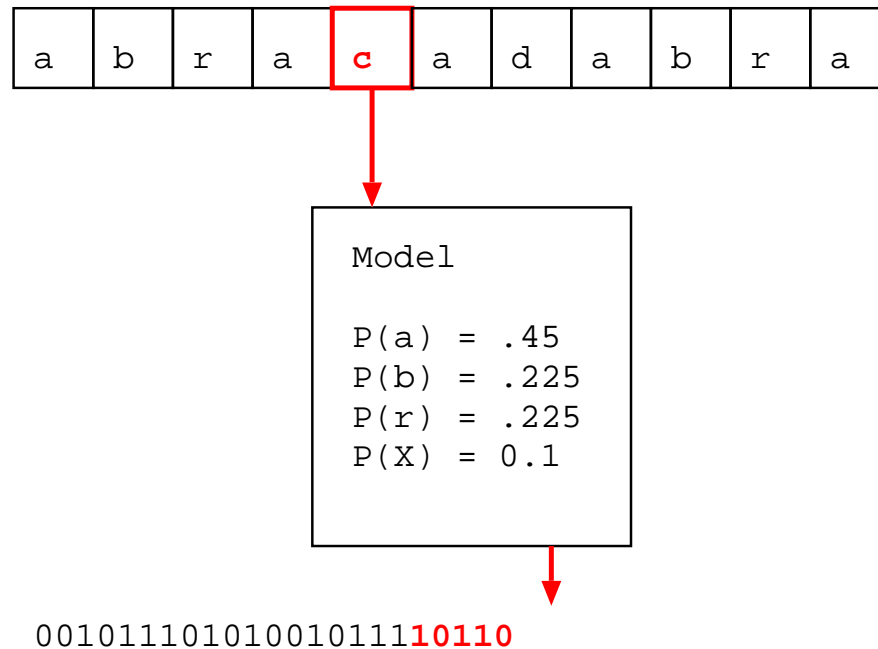 a b r a c a d a b r a
Model
P(a) = .45
P(b) = .225
P(r) = .225
P(X) = 0.1
00101110101001011110110